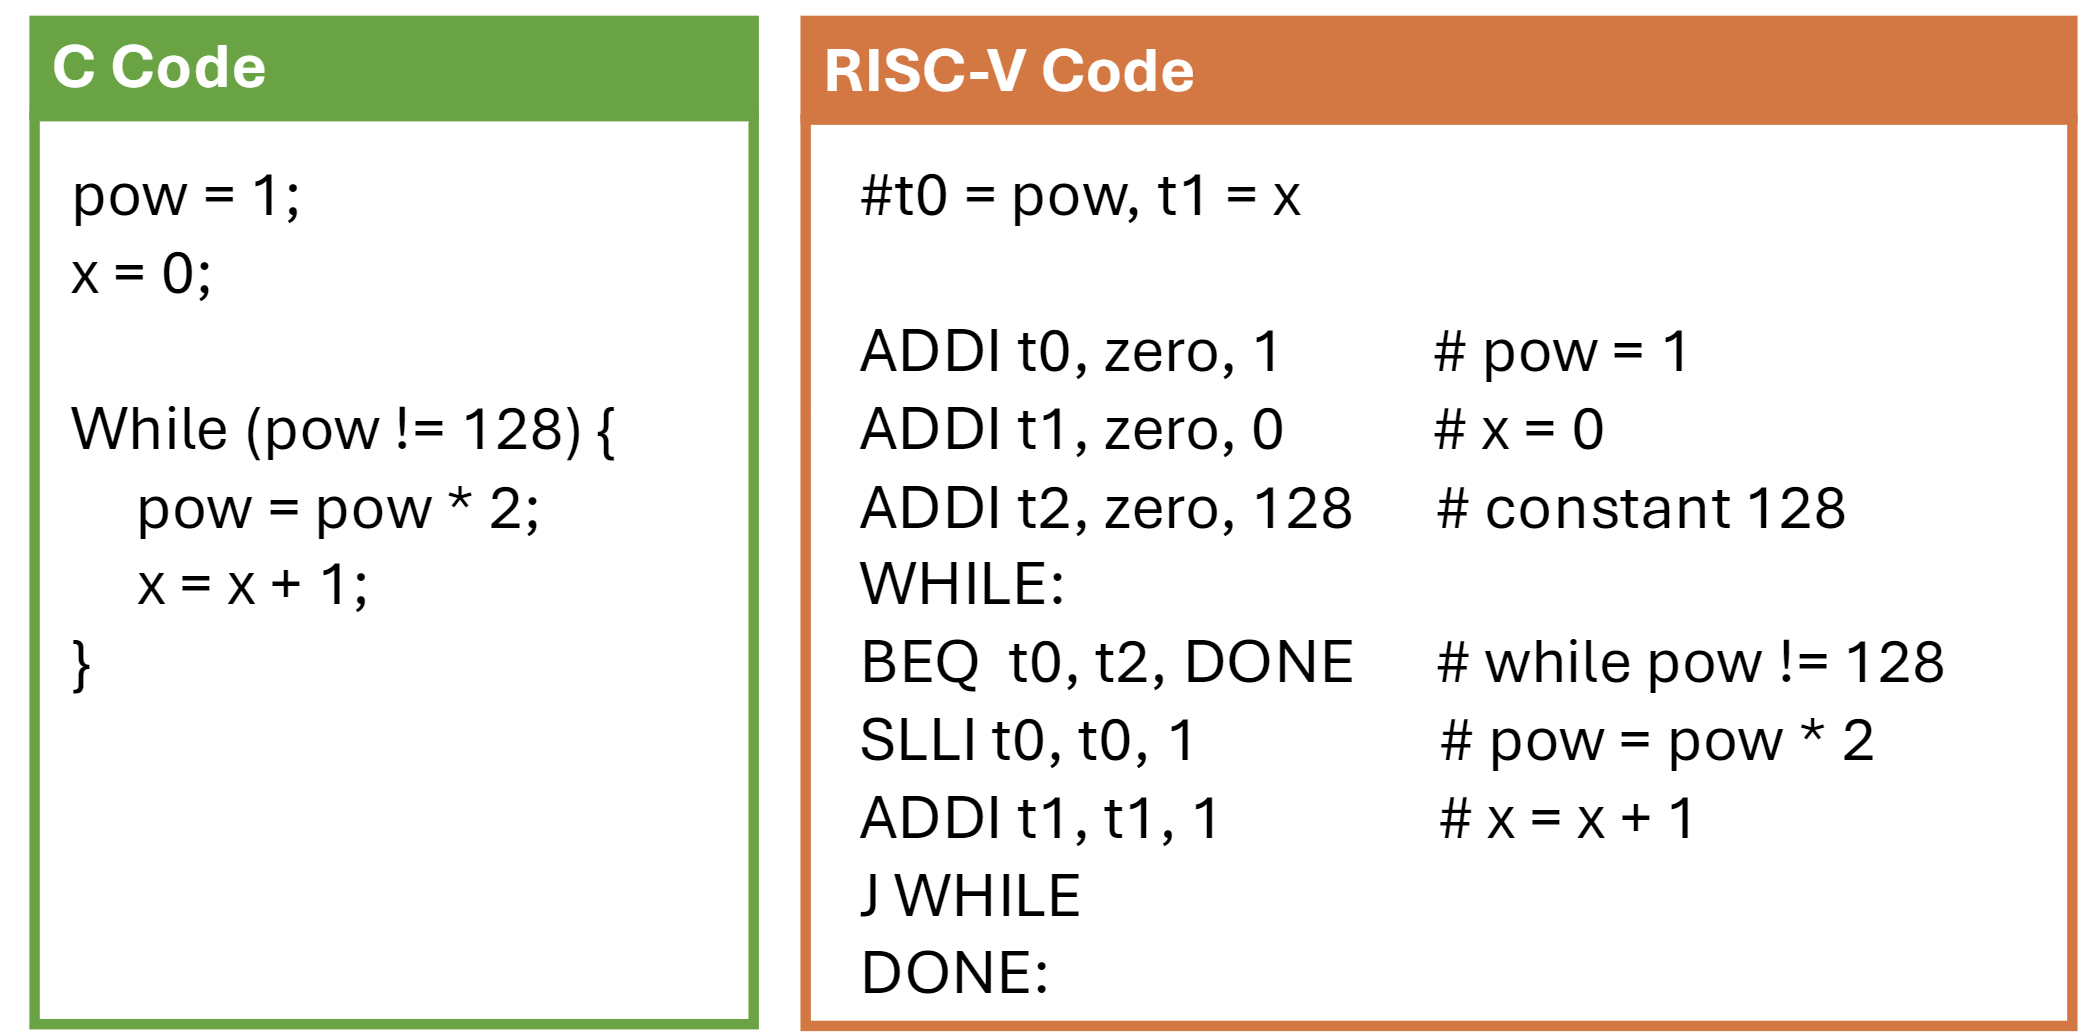 C Code
pow = 1;
x = 0;
While (pow != 128) {
pow = pow * 2;
x = x + 1;
}
RISC-V Code
#t0 = pow, t1 = x
ADDI t0, zero, 1 # pow = 1
ADDI t1, zero, 0 # x = 0
ADDI t2, zero, 128 # constant 128
WHILE:
BEQ t0, t2, DONE # while pow != 128
SLLI t0, t0, 1 # pow = pow * 2
ADDI t1, t1, 1 # x = x + 1
J WHILE
DONE: